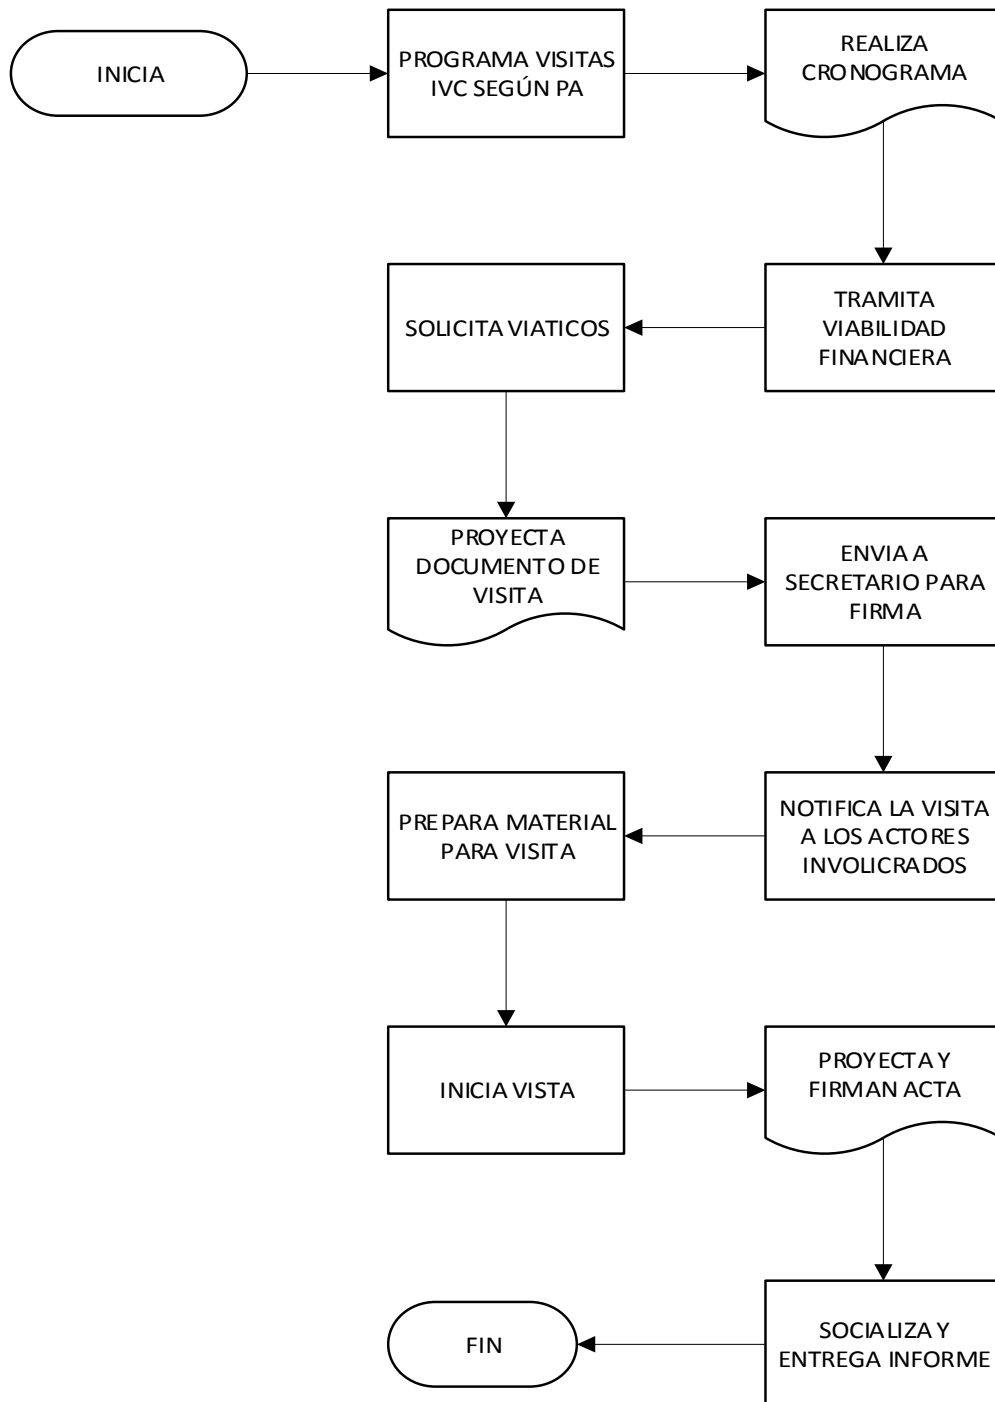 INICIA
PROGRAMA VISITAS
IVC SEGÚN PA
REALIZA
CRONOGRAMA
TRAMITA
VIABILIDAD
FINANCIERA
SOLICITA VIATICOS
PROYECTA
DOCUMENTO DE
VISITA
ENVIA A
SECRETARIO PARA
FIRMA
NOTIFICA LA VISITA
A LOS ACTORES
INVOLICRADOS
PREPARA MATERIAL
PARA VISITA
INICIA VISTA
PROYECTA Y
FIRMAN ACTA
SOCIALIZA Y
ENTREGA INFORME
FIN